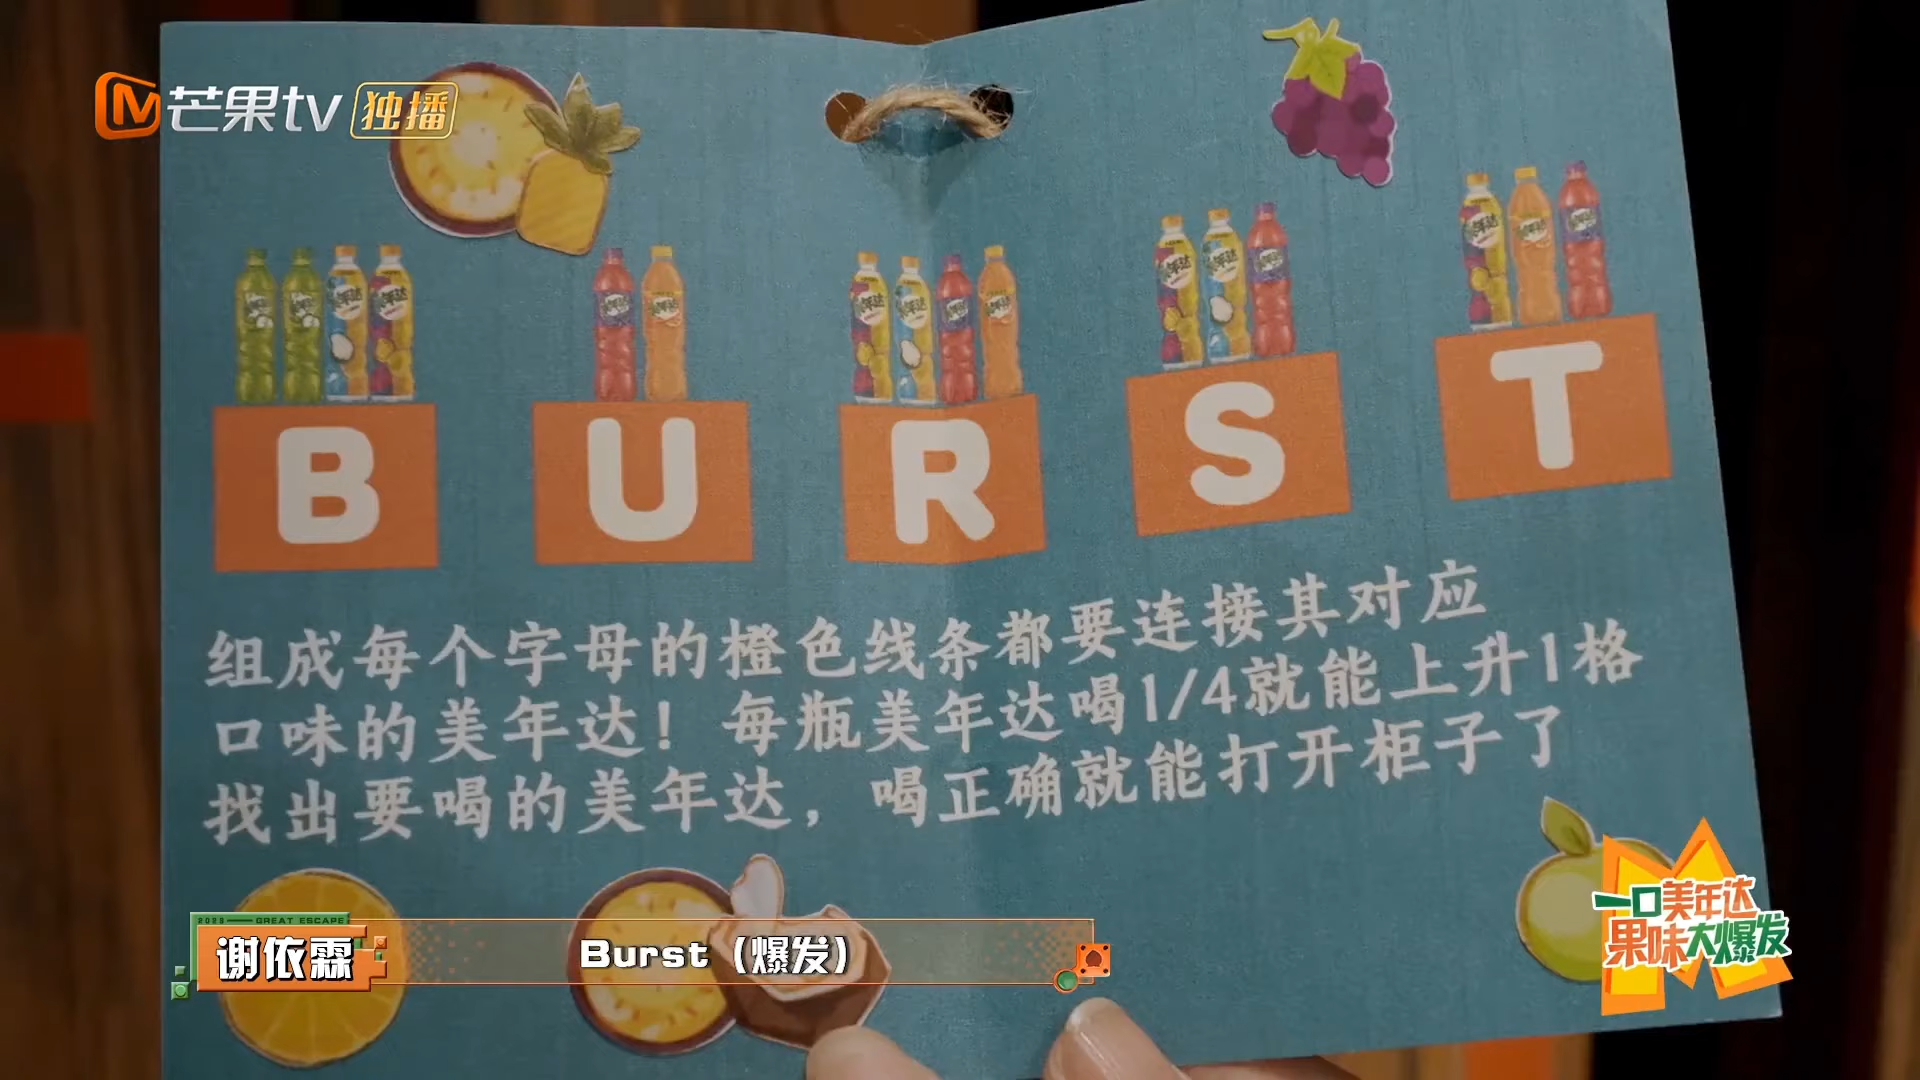 芒果tv 独播
B U R S T
组成每个字母的橙色线条都要连接其对应
口味的美年达！每瓶美年达喝1/4就能上升1格
找出要喝的美年达，喝正确就能打开柜子了
GREAT ESCAPE
谢依霖
Burst（爆发）
一口美年达
果味大爆发